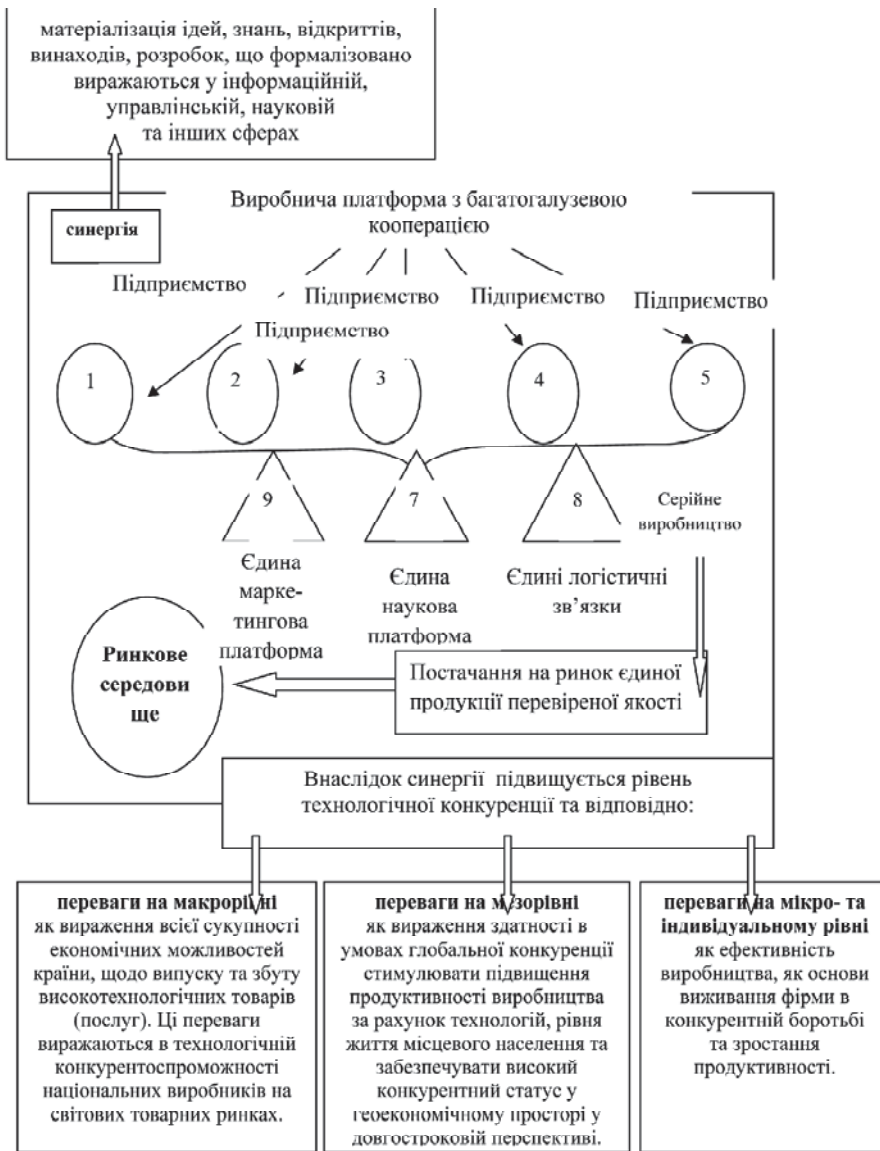 матеріалізація ідей, знань, відкриттів,
винаходів, розробок, що формалізовано
виражаються у інформаційній,
управлінській, науковій
та інших сферах
синергія
Виробнича платформа з багатогалузевою
кооперацією
Підприємство
Підприємство
Підприємство
Підприємство
Підприємство
1
2
3
4
5
9
7
8
Серійне
виробництво
Єдина
марке-
тингова
платформа
Єдина
наукова
платформа
Єдині логістичні
зв’язки
Ринкове
середови
ще
Постачання на ринок єдиної
продукції перевіреної якості
Внаслідок синергії підвищується рівень
технологічної конкуренції та відповідно:
переваги на макрорівні
як вираження всієї сукупності
економічних можливостей
країни, щодо випуску та збуту
високотехнологічних товарів
(послуг). Ці переваги
виражаються в технологічній
конкурентоспроможності
національних виробників на
світових товарних ринках.
переваги на мезорівні
як вираження здатності в
умовах глобальної конкуренції
стимулювати підвищення
продуктивності виробництва
за рахунок технологій, рівня
життя місцевого населення та
забезпечувати високий
конкурентний статус у
геоекономічному просторі у
довгостроковій перспективі.
переваги на мікро- та
індивідуальному рівні
як ефективність
виробництва, як основи
виживання фірми в
конкурентній боротьбі
та зростання
продуктивності.